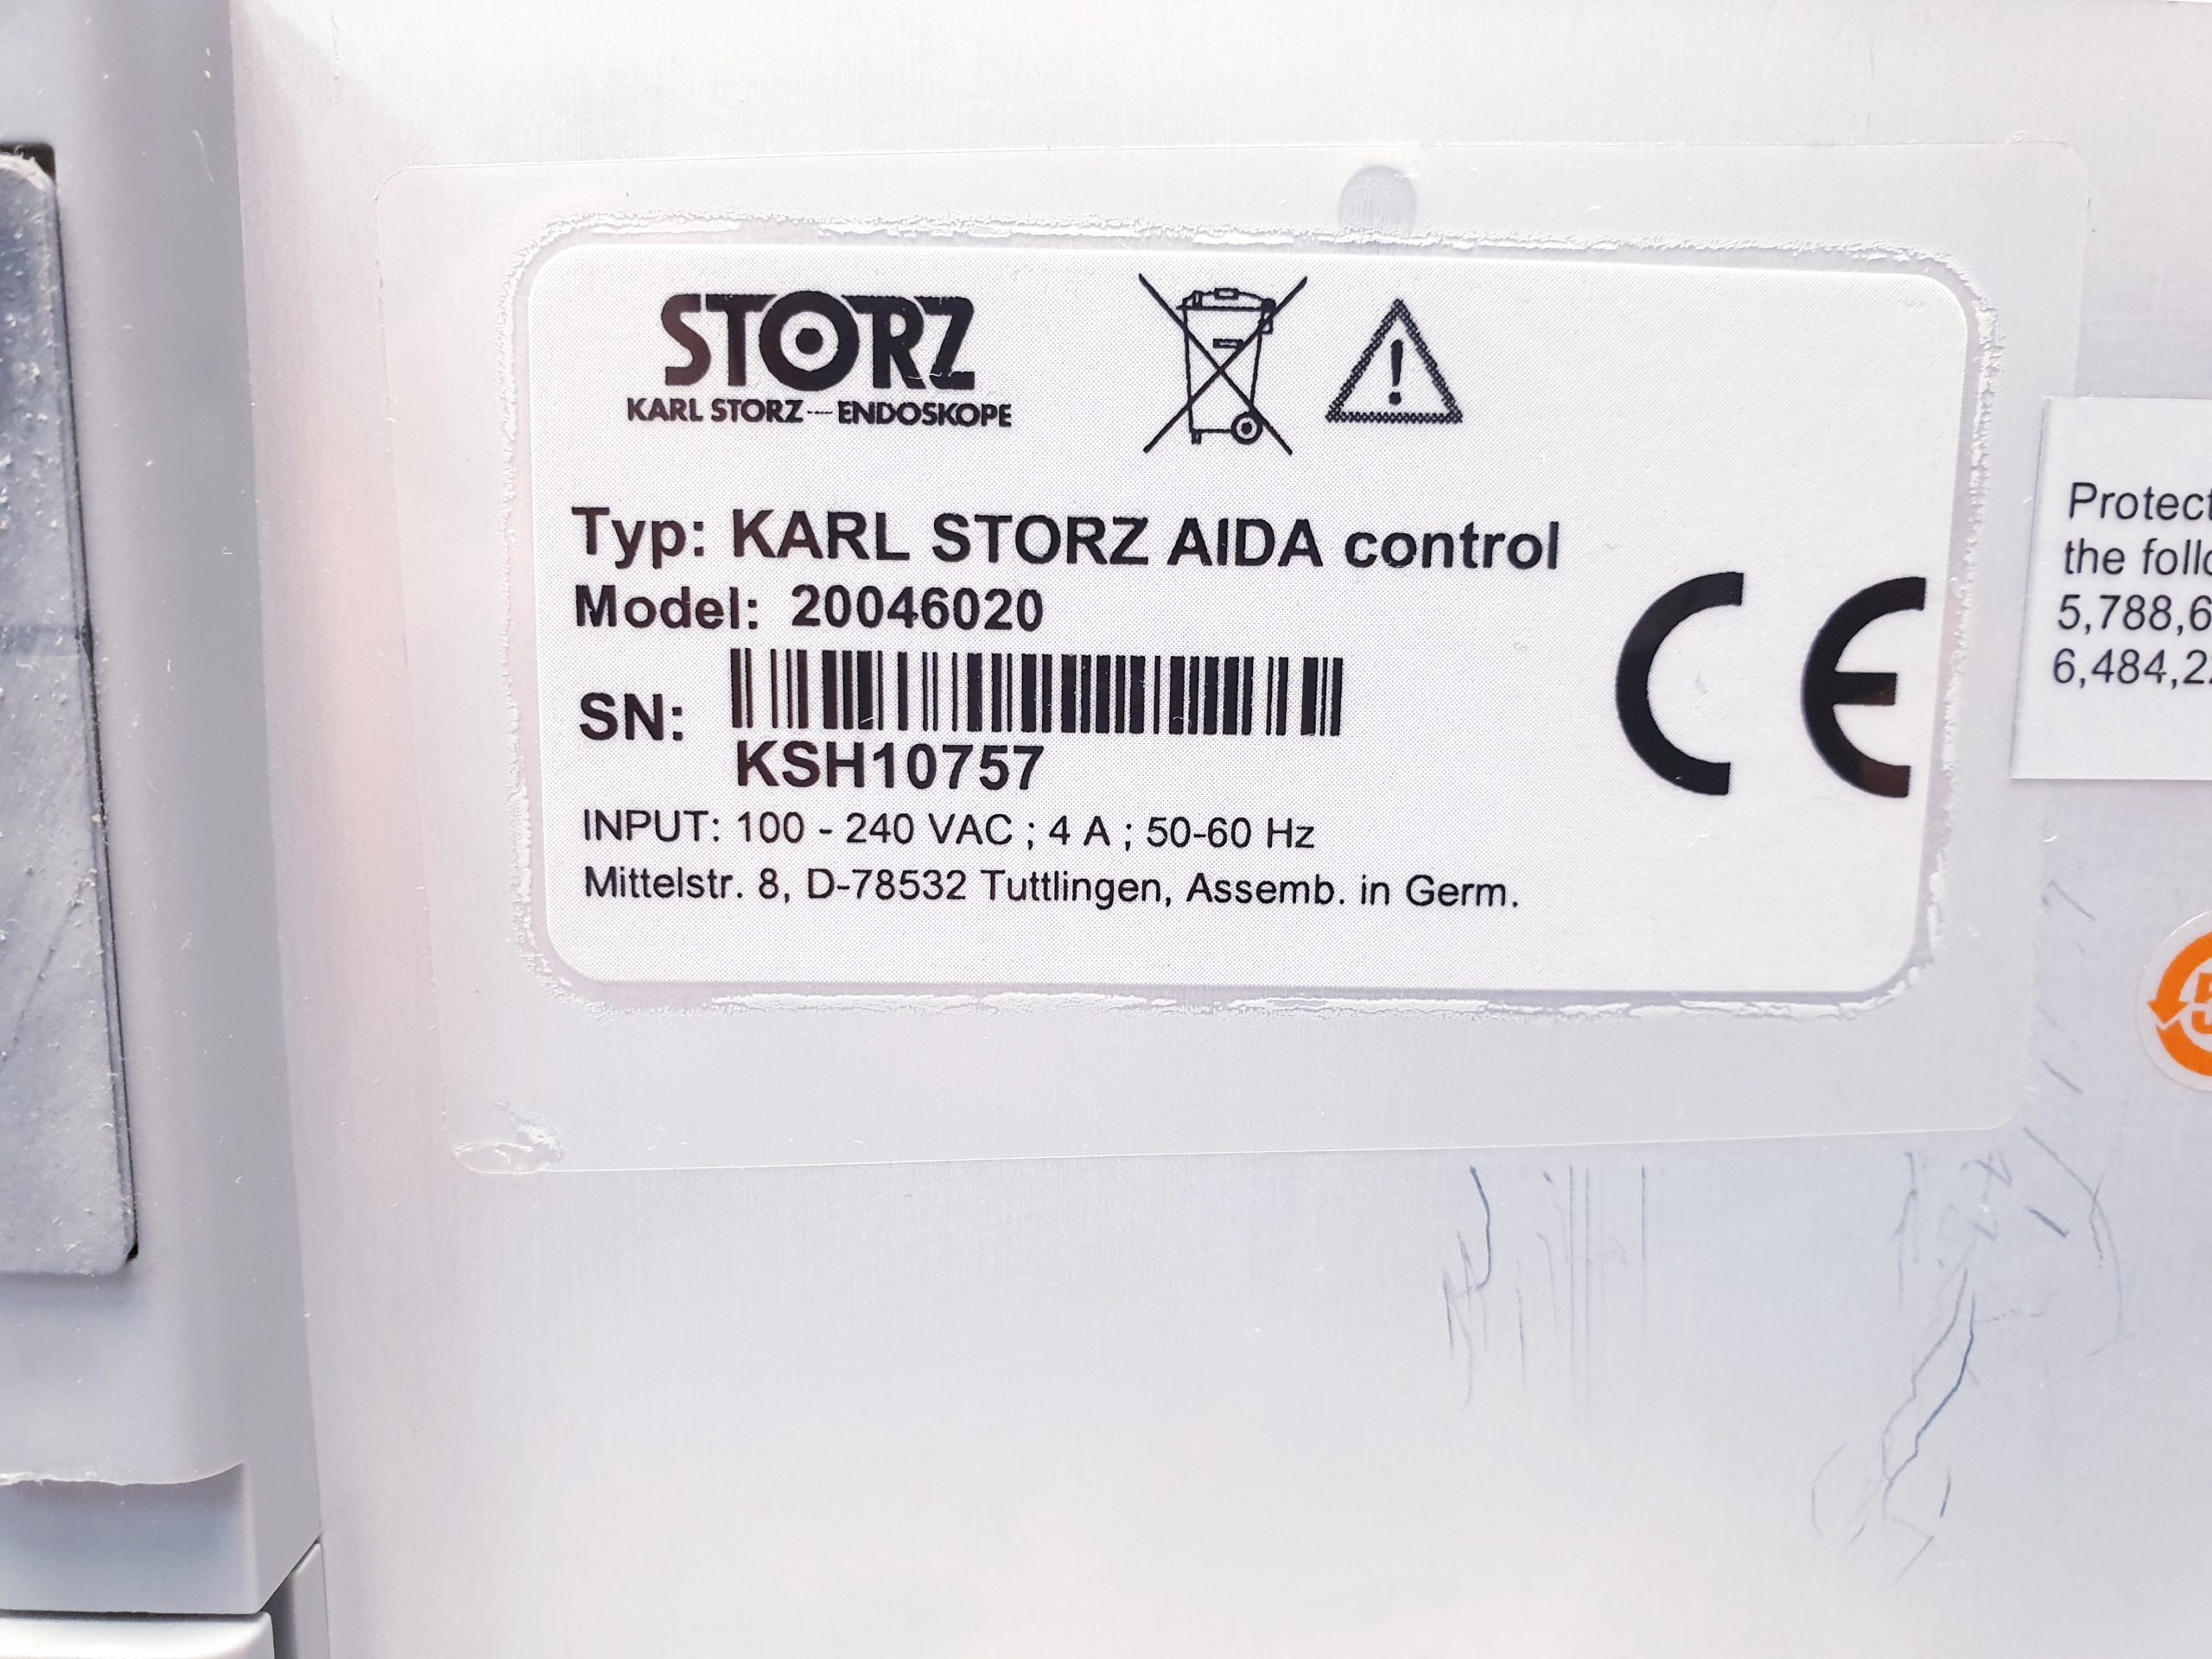 STORZ
KARL STORZ — ENDOSKOPE
Typ: KARL STORZ AIDA control
Model: 20046020
SN:
KSH10757
INPUT: 100 - 240 VAC ; 4 A ; 50-60 Hz
Mittelstr. 8, D-78532 Tuttlingen, Assemb. in Germ.
CE
the